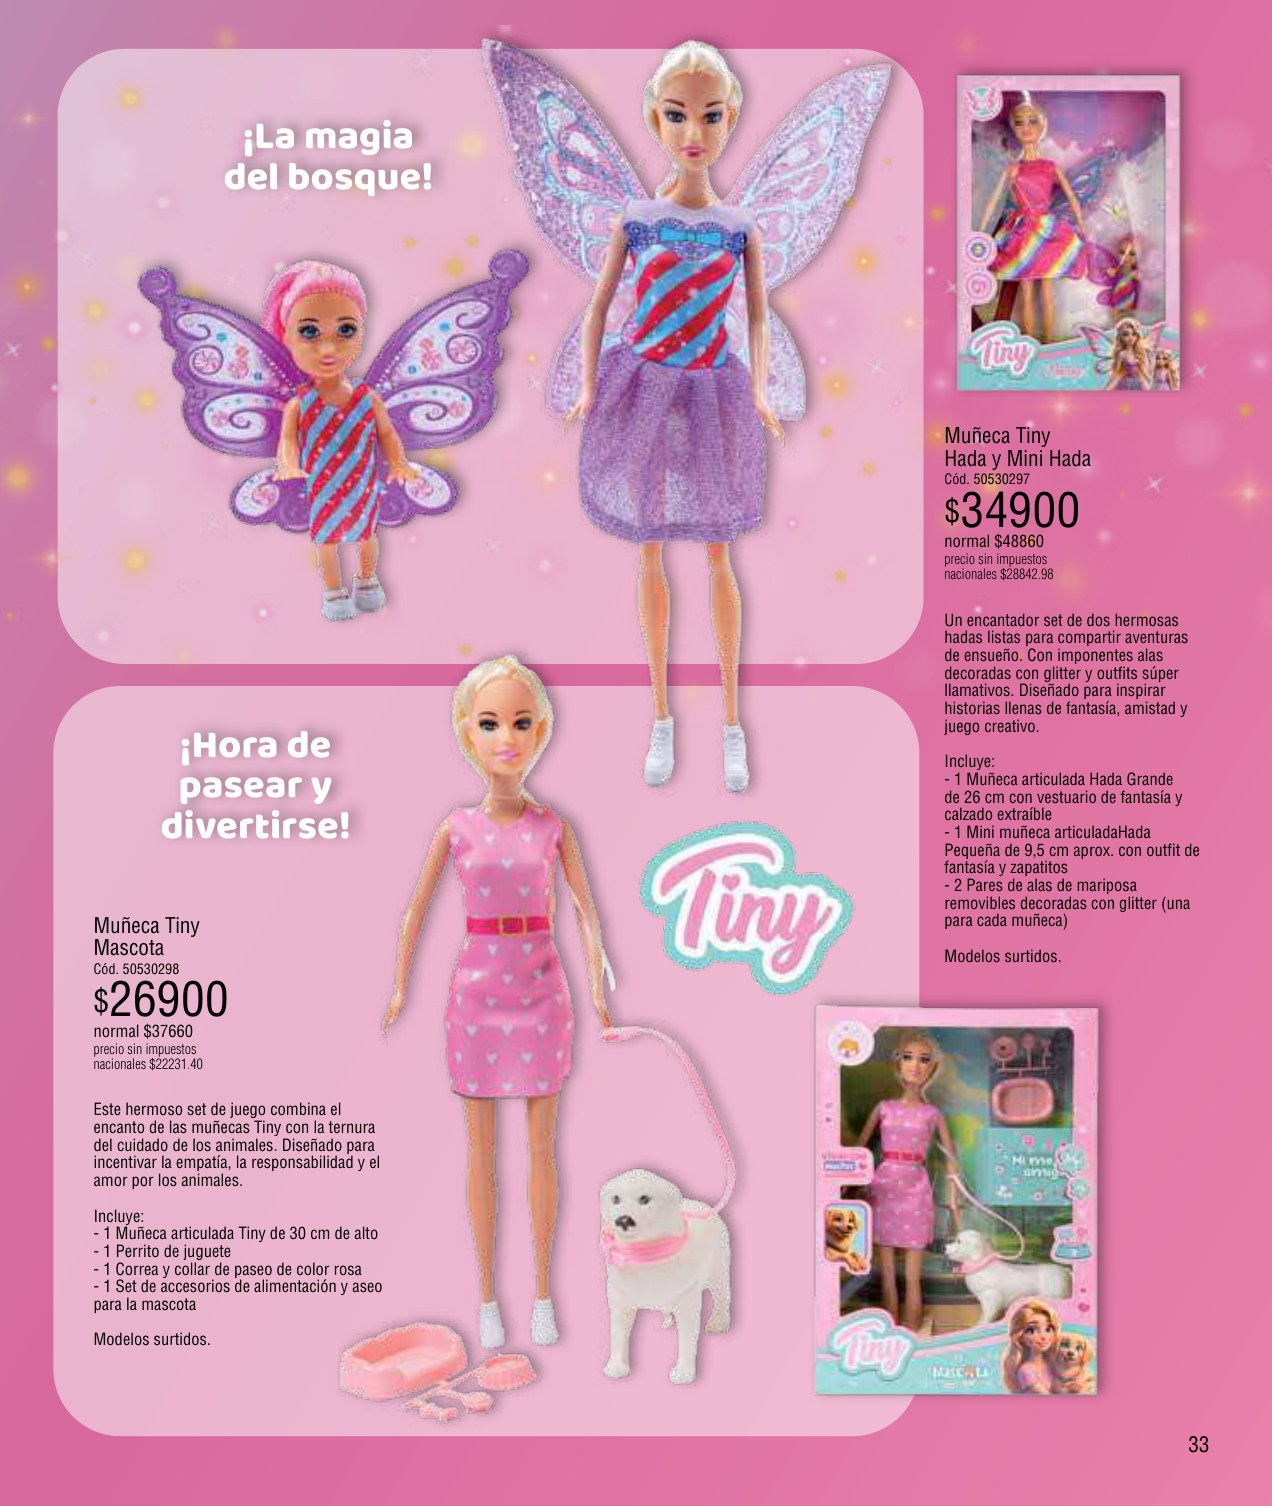 ¡La magia
del bosque!
Tiny
Muñeca Tiny
Hada y Mini Hada
Cód. 50530297
$34900
normal $48860
precio sin impuestos
nacionales $28842.98
Un encantador set de dos hermosas
hadas listas para compartir aventuras
de ensueño. Con imponentes alas
decoradas con glitter y outfits súper
llamativos. Diseñado para inspirar
historias llenas de fantasía, amistad y
juego creativo.
Incluye:
- 1 Muñeca articulada Hada Grande
de 26 cm con vestuario de fantasía y
calzado extraíble
- 1 Mini muñeca articuladaHada
Pequeña de 9,5 cm aprox. con outfit de
fantasía y zapatitos
- 2 Pares de alas de mariposa
removibles decoradas con glitter (una
para cada muñeca)
Modelos surtidos.
¡Hora de
pasear y
divertirse!
Tiny
Muñeca Tiny
Mascota
Cód. 50530298
$26900
normal $37660
precio sin impuestos
nacionales $22231.40
Este hermoso set de juego combina el
encanto de las muñecas Tiny con la ternura
del cuidado de los animales. Diseñado para
incentivar la empatía, la responsabilidad y el
amor por los animales.
Incluye:
- 1 Muñeca articulada Tiny de 30 cm de alto
- 1 Perrito de juguete
- 1 Correa y collar de paseo de color rosa
- 1 Set de accesorios de alimentación y aseo
para la mascota
Modelos surtidos.
Tiny
Mascota
33